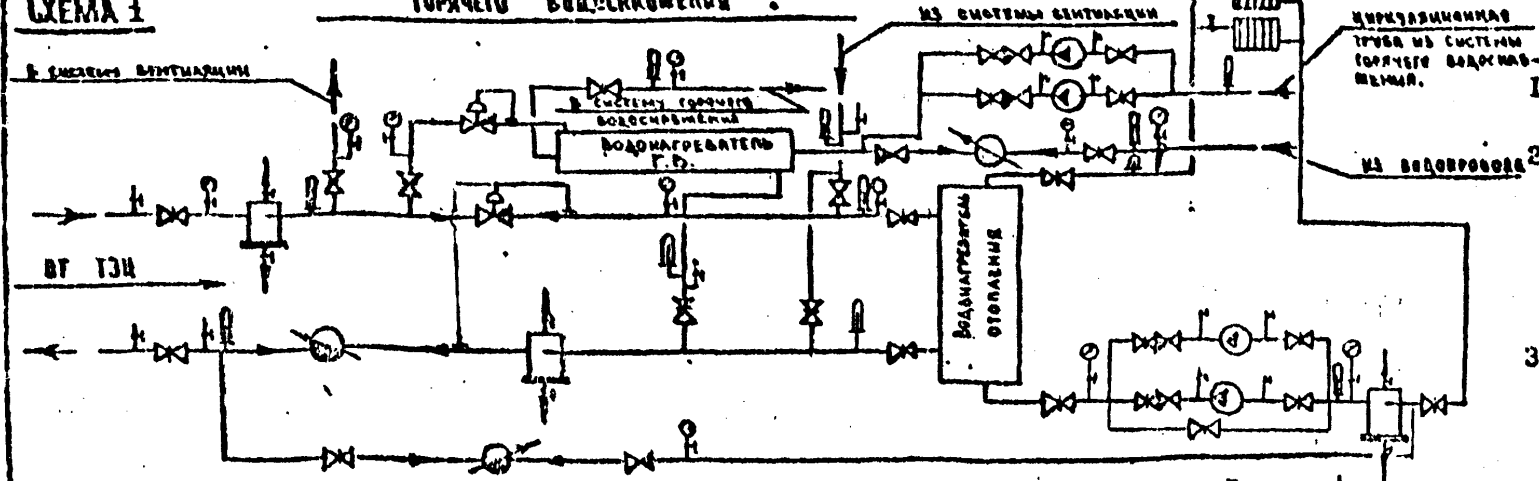 СХЕМА 1
ГОРЯЧЕГО ВОДОСНАБЖЕНИЯ.
В СИСТЕМУ ВЕНТИЛЯЦИИ
ИЗ СИСТЕМЫ ВЕНТИЛЯЦИИ
ЦИРКУЛЯЦИОННАЯ
ТРУБА ИЗ СИСТЕМЫ
ГОРЯЧЕГО ВОДОСНАБ-
ЖЕНИЯ.
1
В СИСТЕМУ ГОРЯЧЕГО
ВОДОСНАБЖЕНИЯ
ВОДОНАГРЕВАТЕЛЬ
Г.В.
2
ИЗ ВОДОПРОВОДА
ВОДОНАГРЕВАТЕЛЬ
ОТОПЛЕНИЯ
ОТ ТЭЦ
3